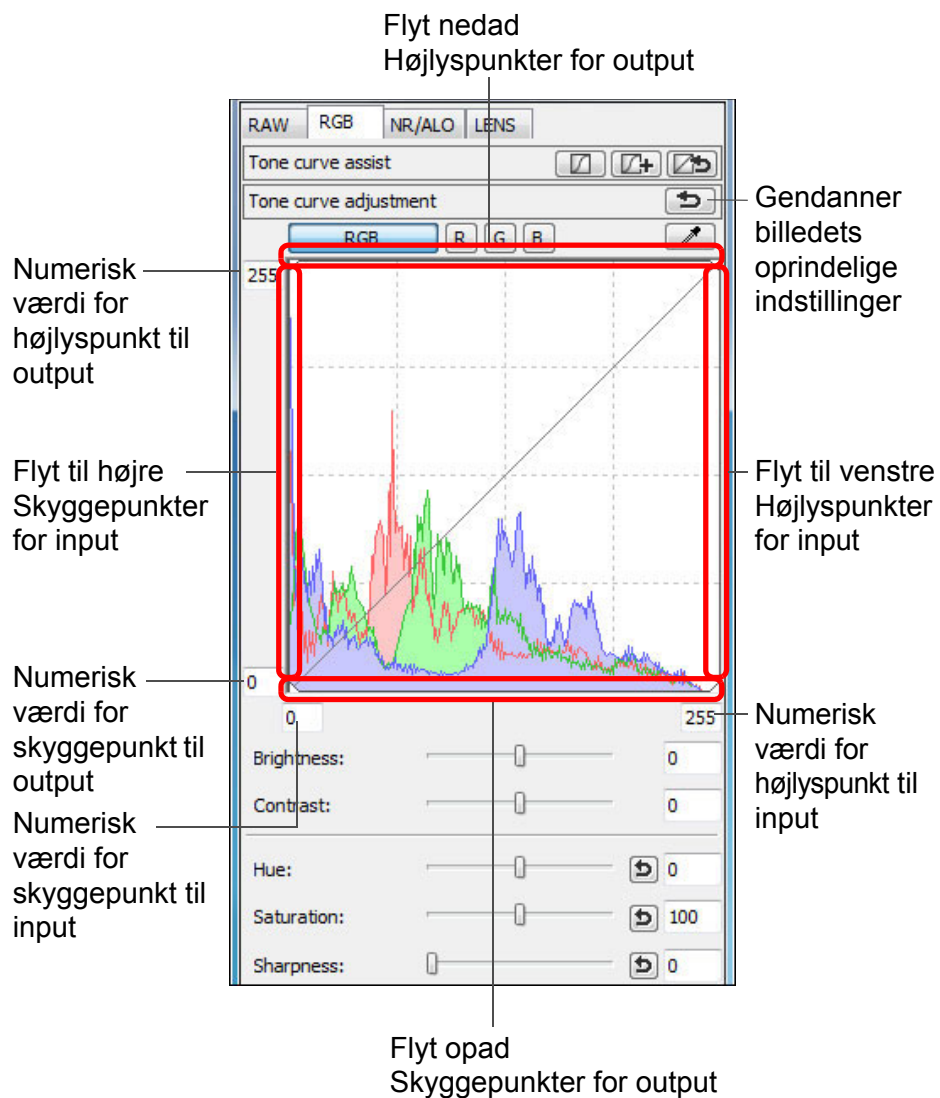 Flyt nedad
Højlyspunkter for output
RAW RGB NR/ALO LENS
Tone curve assist
Tone curve adjustment
RGB R G B
Gendanner
billedets
oprindelige
indstillinger
Numerisk
værdi for
højlyspunkt til
output
255
Flyt til højre
Skyggepunkter
for input
Flyt til venstre
Højlyspunkter
for input
Numerisk
værdi for
skyggepunkt til
output
0
0 255
Numerisk
værdi for
højlyspunkt til
input
Numerisk
værdi for
skyggepunkt til
input
Brightness: 0
Contrast: 0
Hue: 0
Saturation: 100
Sharpness: 0
Flyt opad
Skyggepunkter for output